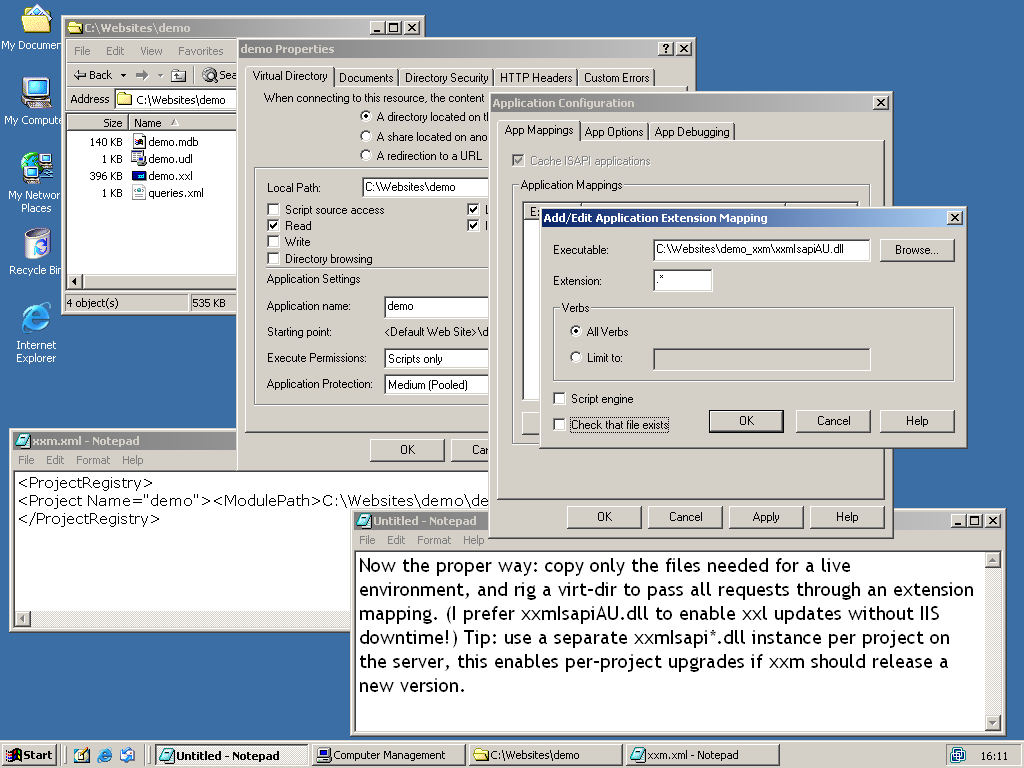 My Documen
My Compute
My Networ
Places
Recycle Bin
Internet
Explorer
C:\Websites\demo
File Edit View Favorites
Back Sea
Address C:\Websites\demo
Size Name
140 KB demo.mdb
1 KB demo.udl
396 KB demo.xxl
1 KB queries.xml
4 object(s) 535 KB
demo Properties
Virtual Directory Documents Directory Security HTTP Headers Custom Errors
When connecting to this resource, the content
A directory located on t
A share located on ano
A redirection to a URL
Local Path: C:\Websites\demo
Script source access
Read
Write
Directory browsing
Application Settings
Application name: demo
Starting point: <Default Web Site>\d
Execute Permissions: Scripts only
Application Protection: Medium (Pooled)
OK Canc
Application Configuration
App Mappings App Options App Debugging
Cache ISAPI applications
Application Mappings
OK Cancel Apply Help
Add/Edit Application Extension Mapping
Executable: C:\Websites\demo_xxm\xxmIsapiAU.dll Browse...
Extension: .*
Verbs
All Verbs
Limit to:
Script engine
Check that file exists
OK Cancel Help
xxm.xml - Notepad
File Edit Format Help
<ProjectRegistry>
<Project Name="demo"><ModulePath>C:\Websites\demo\de
</ProjectRegistry>
Untitled - Notepad
File Edit Format Help
Now the proper way: copy only the files needed for a live
environment, and rig a virt-dir to pass all requests through an extension
mapping. (I prefer xxmIsapiAU.dll to enable xxl updates without IIS
downtime!) Tip: use a separate xxmIsapi*.dll instance per project on
the server, this enables per-project upgrades if xxm should release a
new version.
Start Untitled - Notepad Computer Management C:\Websites\demo xxm.xml - Notepad 16:11